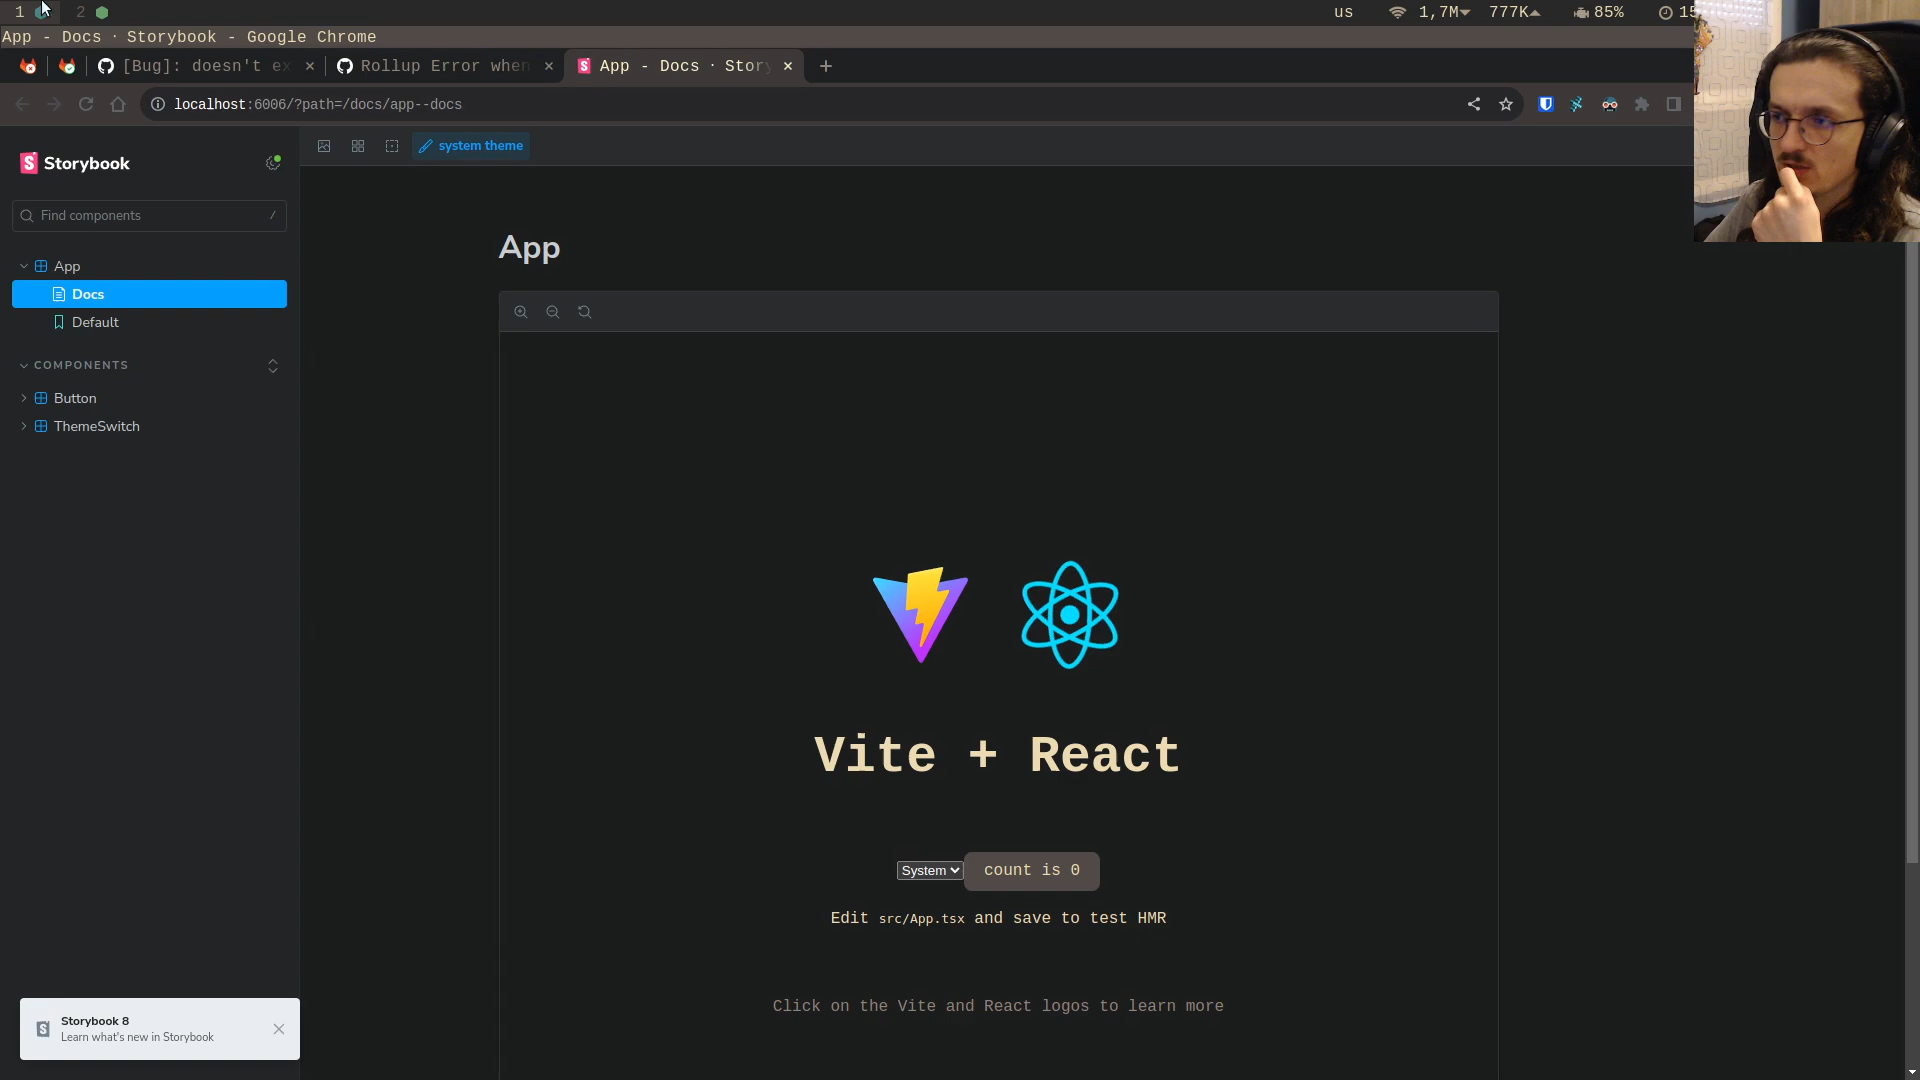 1 2 us 1,7M 777K 85% 15
App - Docs · Storybook - Google Chrome
[Bug]: doesn't ex Rollup Error when App - Docs · Story
localhost:6006/?path=/docs/app--docs
Storybook
system theme
Find components /
App
Docs
Default
COMPONENTS
Button
ThemeSwitch
App
Vite + React
System count is 0
Edit src/App.tsx and save to test HMR
Click on the Vite and React logos to learn more
Storybook 8
Learn what's new in Storybook